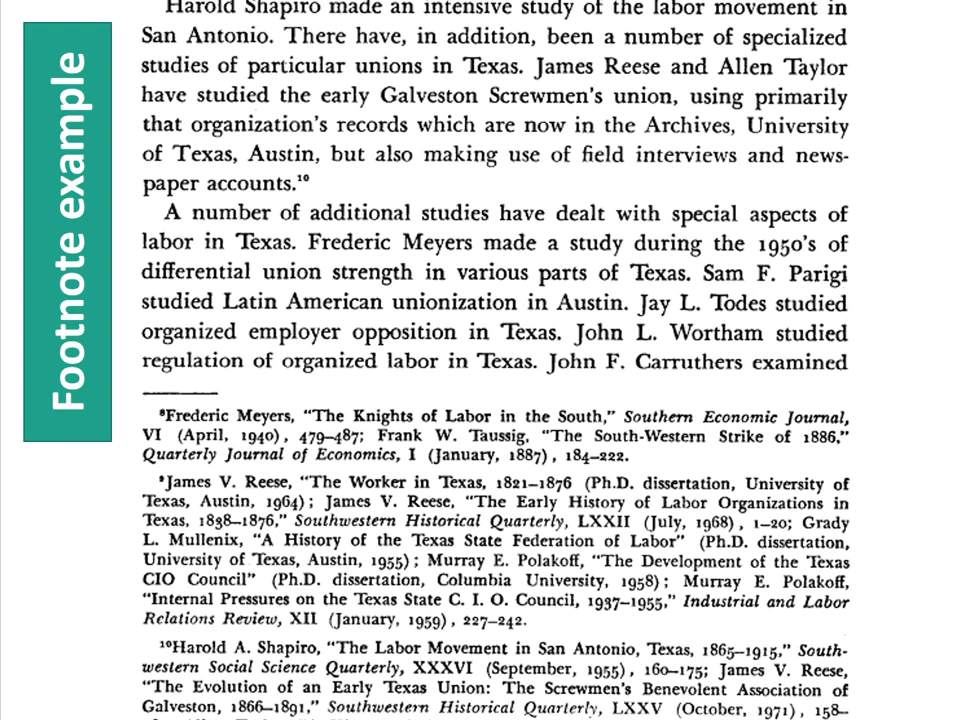 Footnote example
Harold Shapiro made an intensive study of the labor movement in
San Antonio. There have, in addition, been a number of specialized
studies of particular unions in Texas. James Reese and Allen Taylor
have studied the early Galveston Screwmen's union, using primarily
that organization's records which are now in the Archives, University
of Texas, Austin, but also making use of field interviews and news-
paper accounts.¹⁰
A number of additional studies have dealt with special aspects of
labor in Texas. Frederic Meyers made a study during the 1950's of
differential union strength in various parts of Texas. Sam F. Parigi
studied Latin American unionization in Austin. Jay L. Todes studied
organized employer opposition in Texas. John L. Wortham studied
regulation of organized labor in Texas. John F. Carruthers examined
⁸Frederic Meyers, "The Knights of Labor in the South," Southern Economic Journal,
VI (April, 1940), 479–487; Frank W. Taussig, "The South-Western Strike of 1886,"
Quarterly Journal of Economics, I (January, 1887), 184–222.
⁹James V. Reese, "The Worker in Texas, 1821–1876 (Ph.D. dissertation, University of
Texas, Austin, 1964); James V. Reese, "The Early History of Labor Organizations in
Texas, 1838–1876," Southwestern Historical Quarterly, LXXII (July, 1968), 1–20; Grady
L. Mullenix, "A History of the Texas State Federation of Labor" (Ph.D. dissertation,
University of Texas, Austin, 1955); Murray E. Polakoff, "The Development of the Texas
CIO Council" (Ph.D. dissertation, Columbia University, 1958); Murray E. Polakoff,
"Internal Pressures on the Texas State C. I. O. Council, 1937–1955," Industrial and Labor
Relations Review, XII (January, 1959), 227–242.
¹⁰Harold A. Shapiro, "The Labor Movement in San Antonio, Texas, 1865–1915," South-
western Social Science Quarterly, XXXVI (September, 1955), 160–175; James V. Reese,
"The Evolution of an Early Texas Union: The Screwmen's Benevolent Association of
Galveston, 1866–1891," Southwestern Historical Quarterly, LXXV (October, 1971), 158–